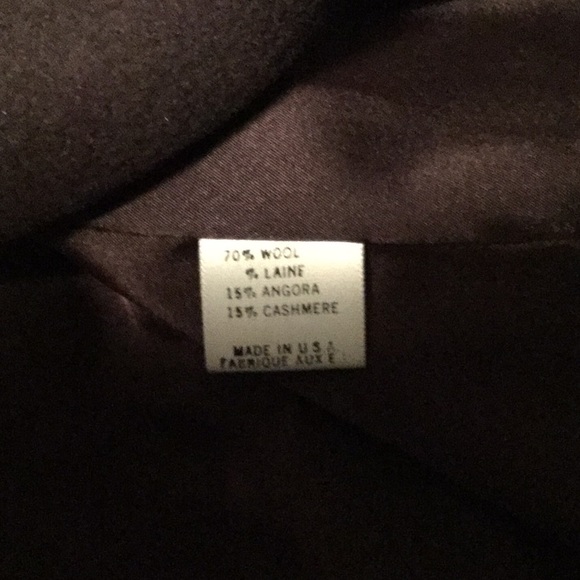 70% WOOL
% LAINE
15% ANGORA
15% CASHMERE
MADE IN U S A
FABRIQUE AUX E